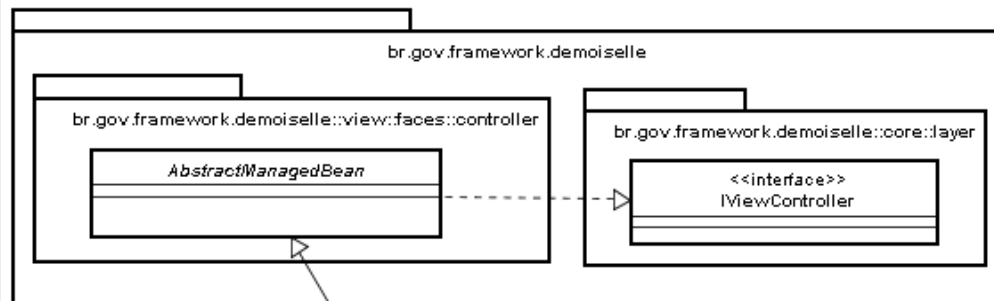 br.gov.framework.demoiselle
br.gov.framework.demoiselle::view::faces::controller
AbstractManagedBean
br.gov.framework.demoiselle::core::layer
<<interface>>
IViewController